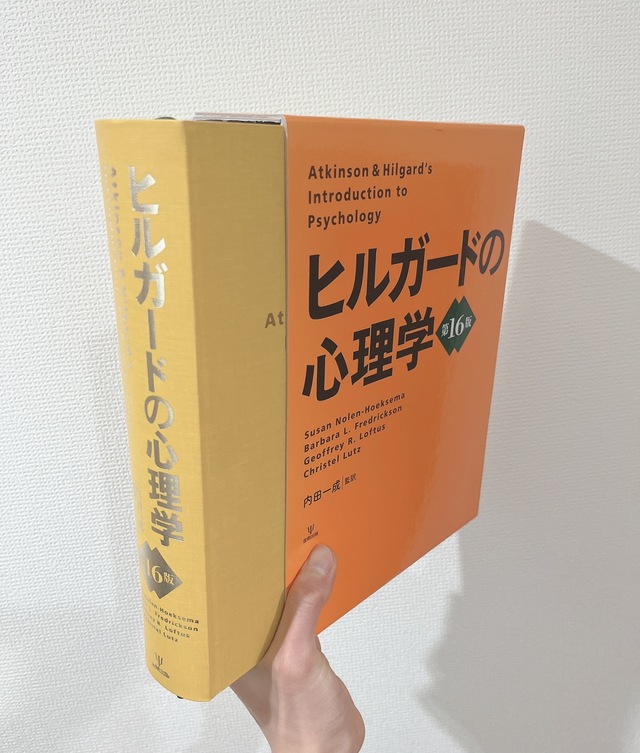 ヒルガードの心理学
16版
At
Atkinson & Hilgard's
Introduction to
Psychology
ヒルガードの
心理学
第16版
Susan Nolen-Hoeksema
Barbara L. Fredrickson
Geoffrey R. Loftus
Christel Lutz
内田一成 監訳